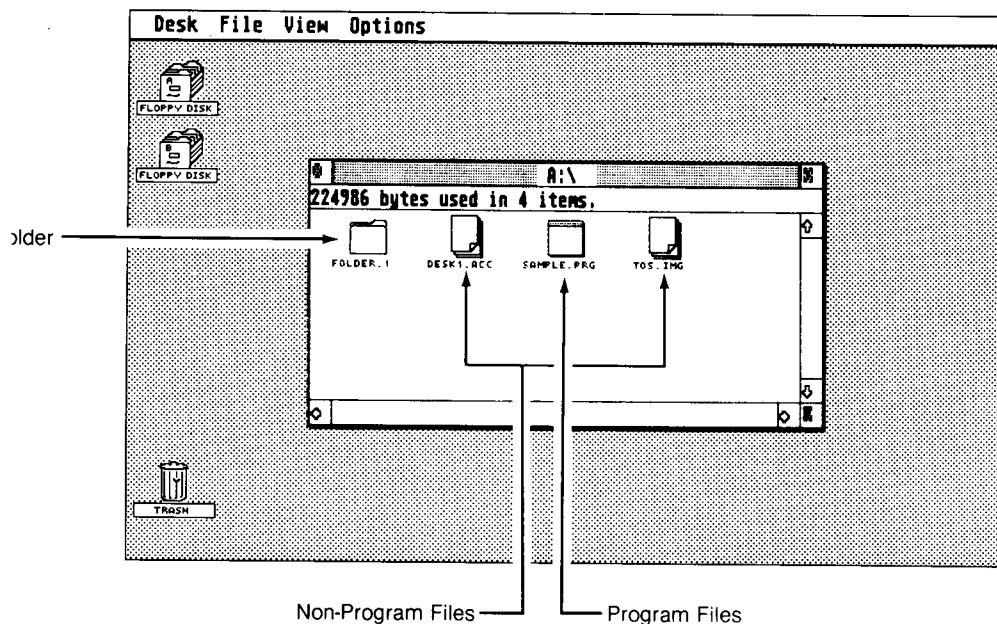 Desk File View Options
A
FLOPPY DISK
B
FLOPPY DISK
A:\
224986 bytes used in 4 items.
older
FOLDER.1 DESK1.ACC SAMPLE.PRG TOS.IMG
TRASH
Non-Program Files Program Files